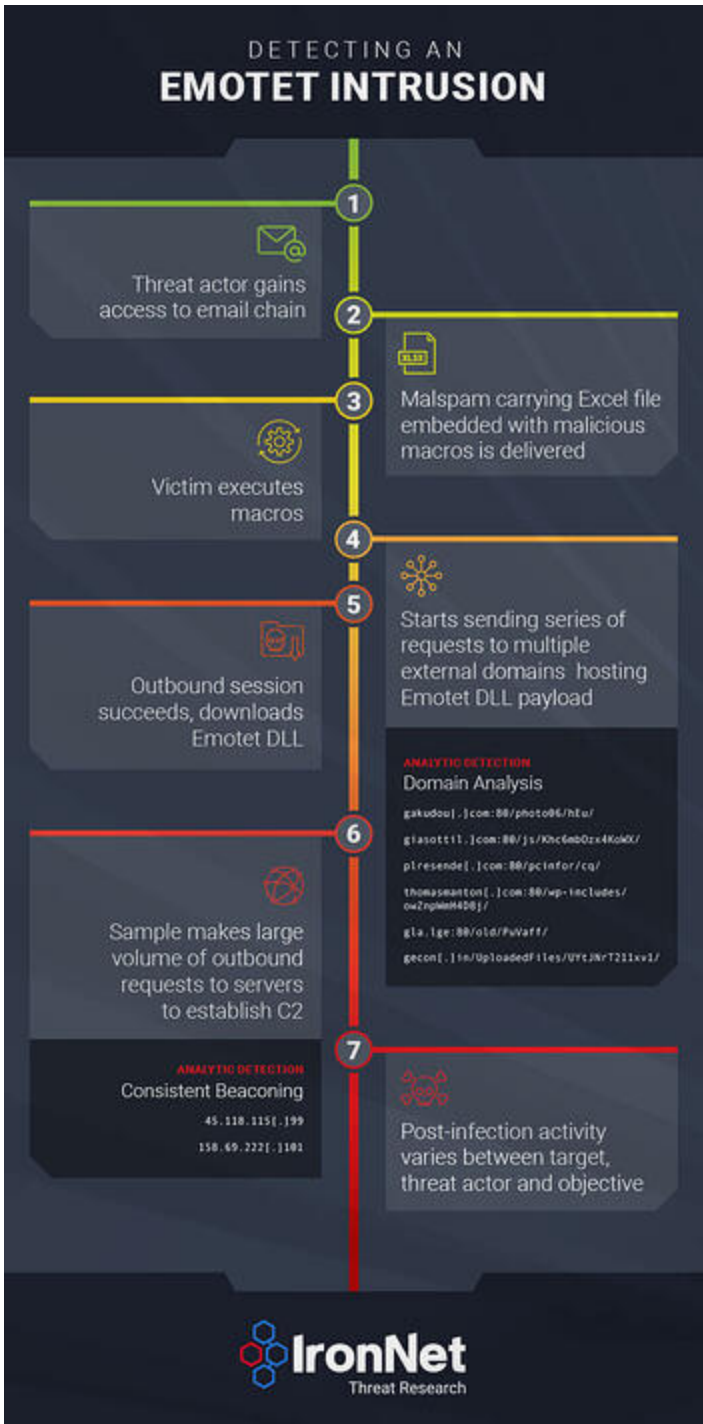 DETECTING AN
EMOTET INTRUSION
1
Threat actor gains
access to email chain
2
XLSX
Malspam carrying Excel file
embedded with malicious
macros is delivered
3
Victim executes
macros
4
Starts sending series of
requests to multiple
external domains hosting
Emotet DLL payload
ANALYTIC DETECTION
Domain Analysis
gakudou[.]com:80/photo06/hEu/
giasottil.]com:80/js/Khc6mbOzx4KoWX/
plresende[.]com:80/pcinfor/cq/
thomasmanton[.]com:80/wp-includes/
owZnpWmH4D8j/
gla.lge:80/old/PuVaff/
gecon[.]in/UploadedFiles/UYtJNrT211xv1/
5
Outbound session
succeeds, downloads
Emotet DLL
6
Sample makes large
volume of outbound
requests to servers
to establish C2
ANALYTIC DETECTION
Consistent Beaconing
45.118.115[.]99
158.69.222[.]101
7
Post-infection activity
varies between target,
threat actor and objective
IronNet
Threat Research